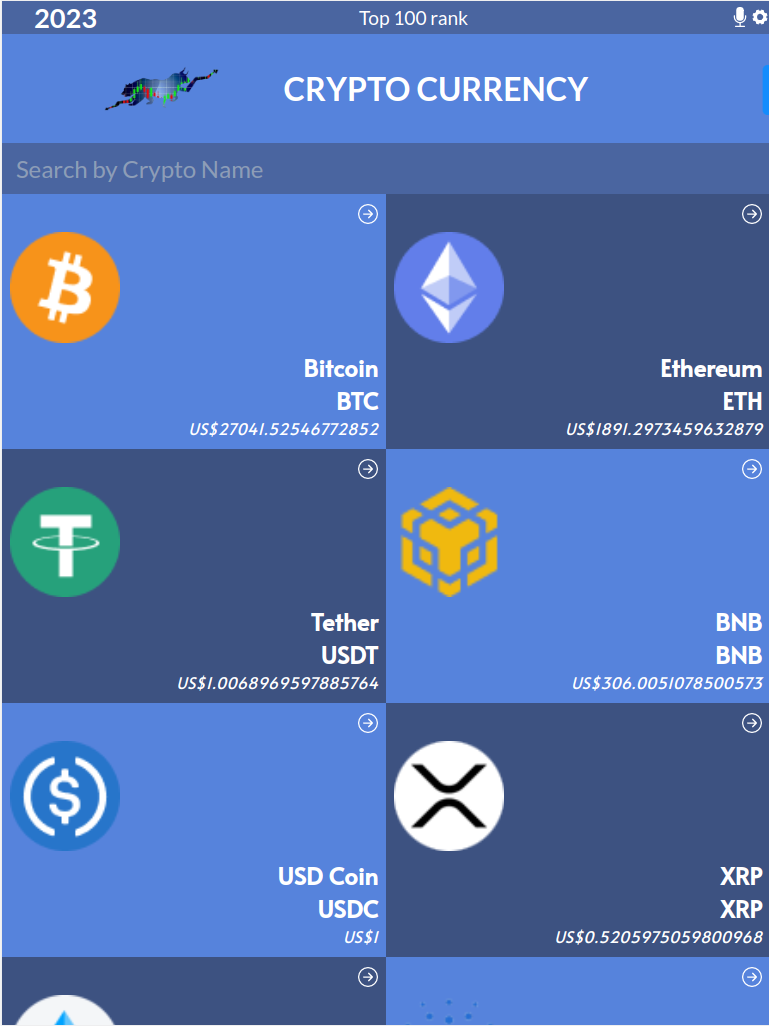 2023
Top 100 rank
CRYPTO CURRENCY
Search by Crypto Name
Bitcoin
BTC
US$27041.52546772852
Ethereum
ETH
US$1891.2973459632879
Tether
USDT
US$1.0068969597885764
BNB
BNB
US$306.0051078500573
USD Coin
USDC
US$1
XRP
XRP
US$0.5205975059800968